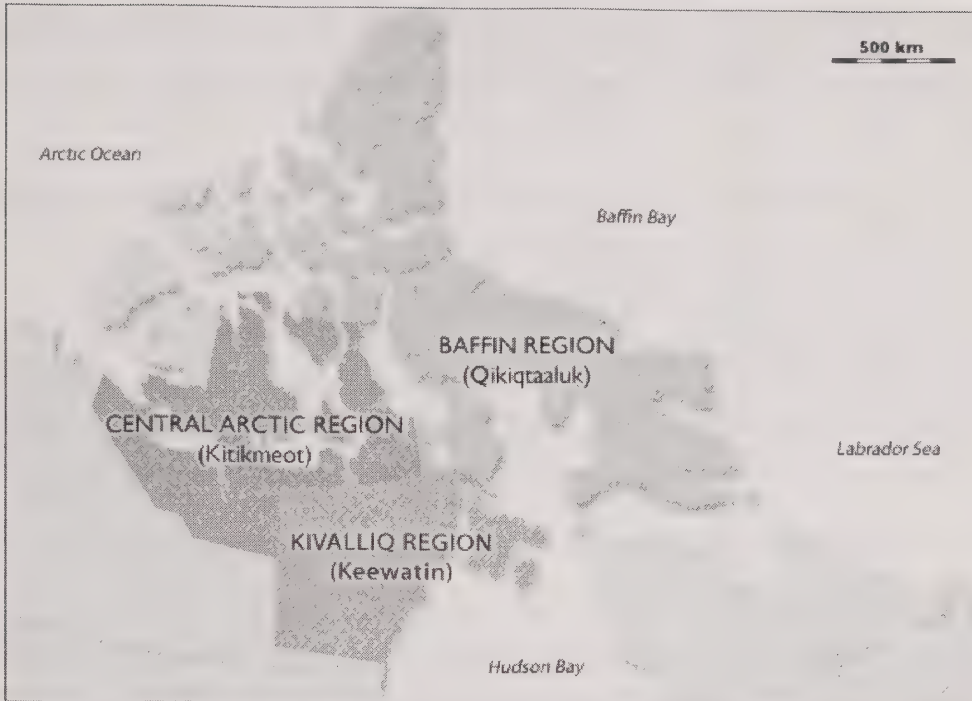 500 km
Arctic Ocean
Baffin Bay
BAFFIN REGION
(Qikiqtaaluk)
CENTRAL ARCTIC REGION
(Kitikmeot)
Labrador Sea
KIVALLIQ REGION
(Keewatin)
Hudson Bay